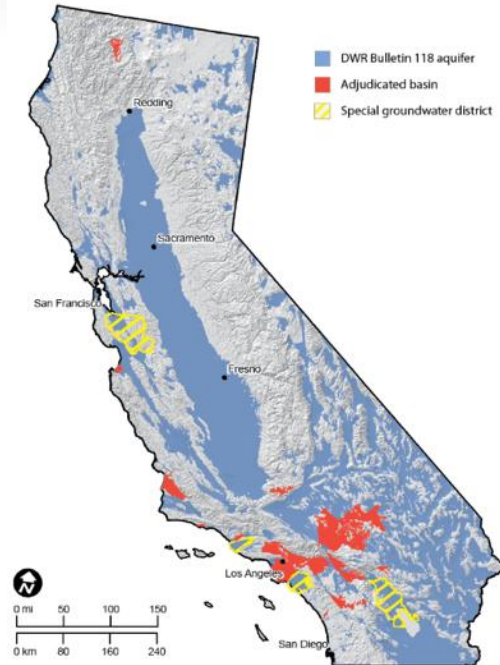 DWR Bulletin 118 aquifer
Adjudicated basin
Special groundwater district
Redding
Sacramento
San Francisco
Fresno
Los Angeles
San Diego
N
0 mi 50 100 150
0 km 80 160 240